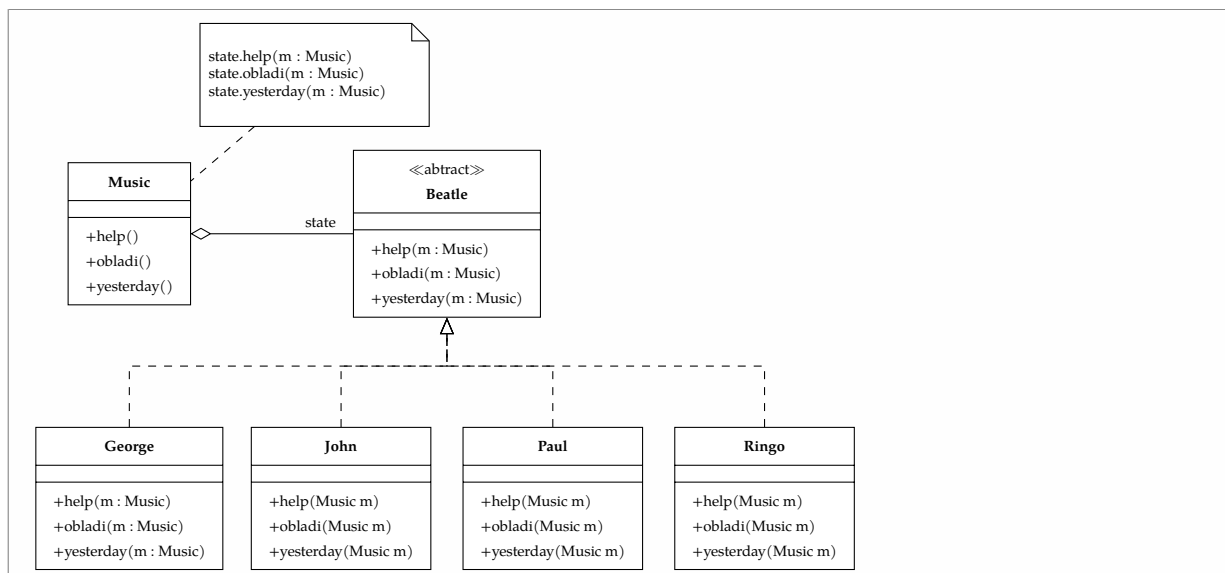 state.help(m : Music)
state.obladi(m : Music)
state.yesterday(m : Music)
Music
+help()
+obladi()
+yesterday()
state
≪abtract≫
Beatle
+help(m : Music)
+obladi(m : Music)
+yesterday(m : Music)
George
+help(m : Music)
+obladi(m : Music)
+yesterday(m : Music)
John
+help(Music m)
+obladi(Music m)
+yesterday(Music m)
Paul
+help(Music m)
+obladi(Music m)
+yesterday(Music m)
Ringo
+help(Music m)
+obladi(Music m)
+yesterday(Music m)